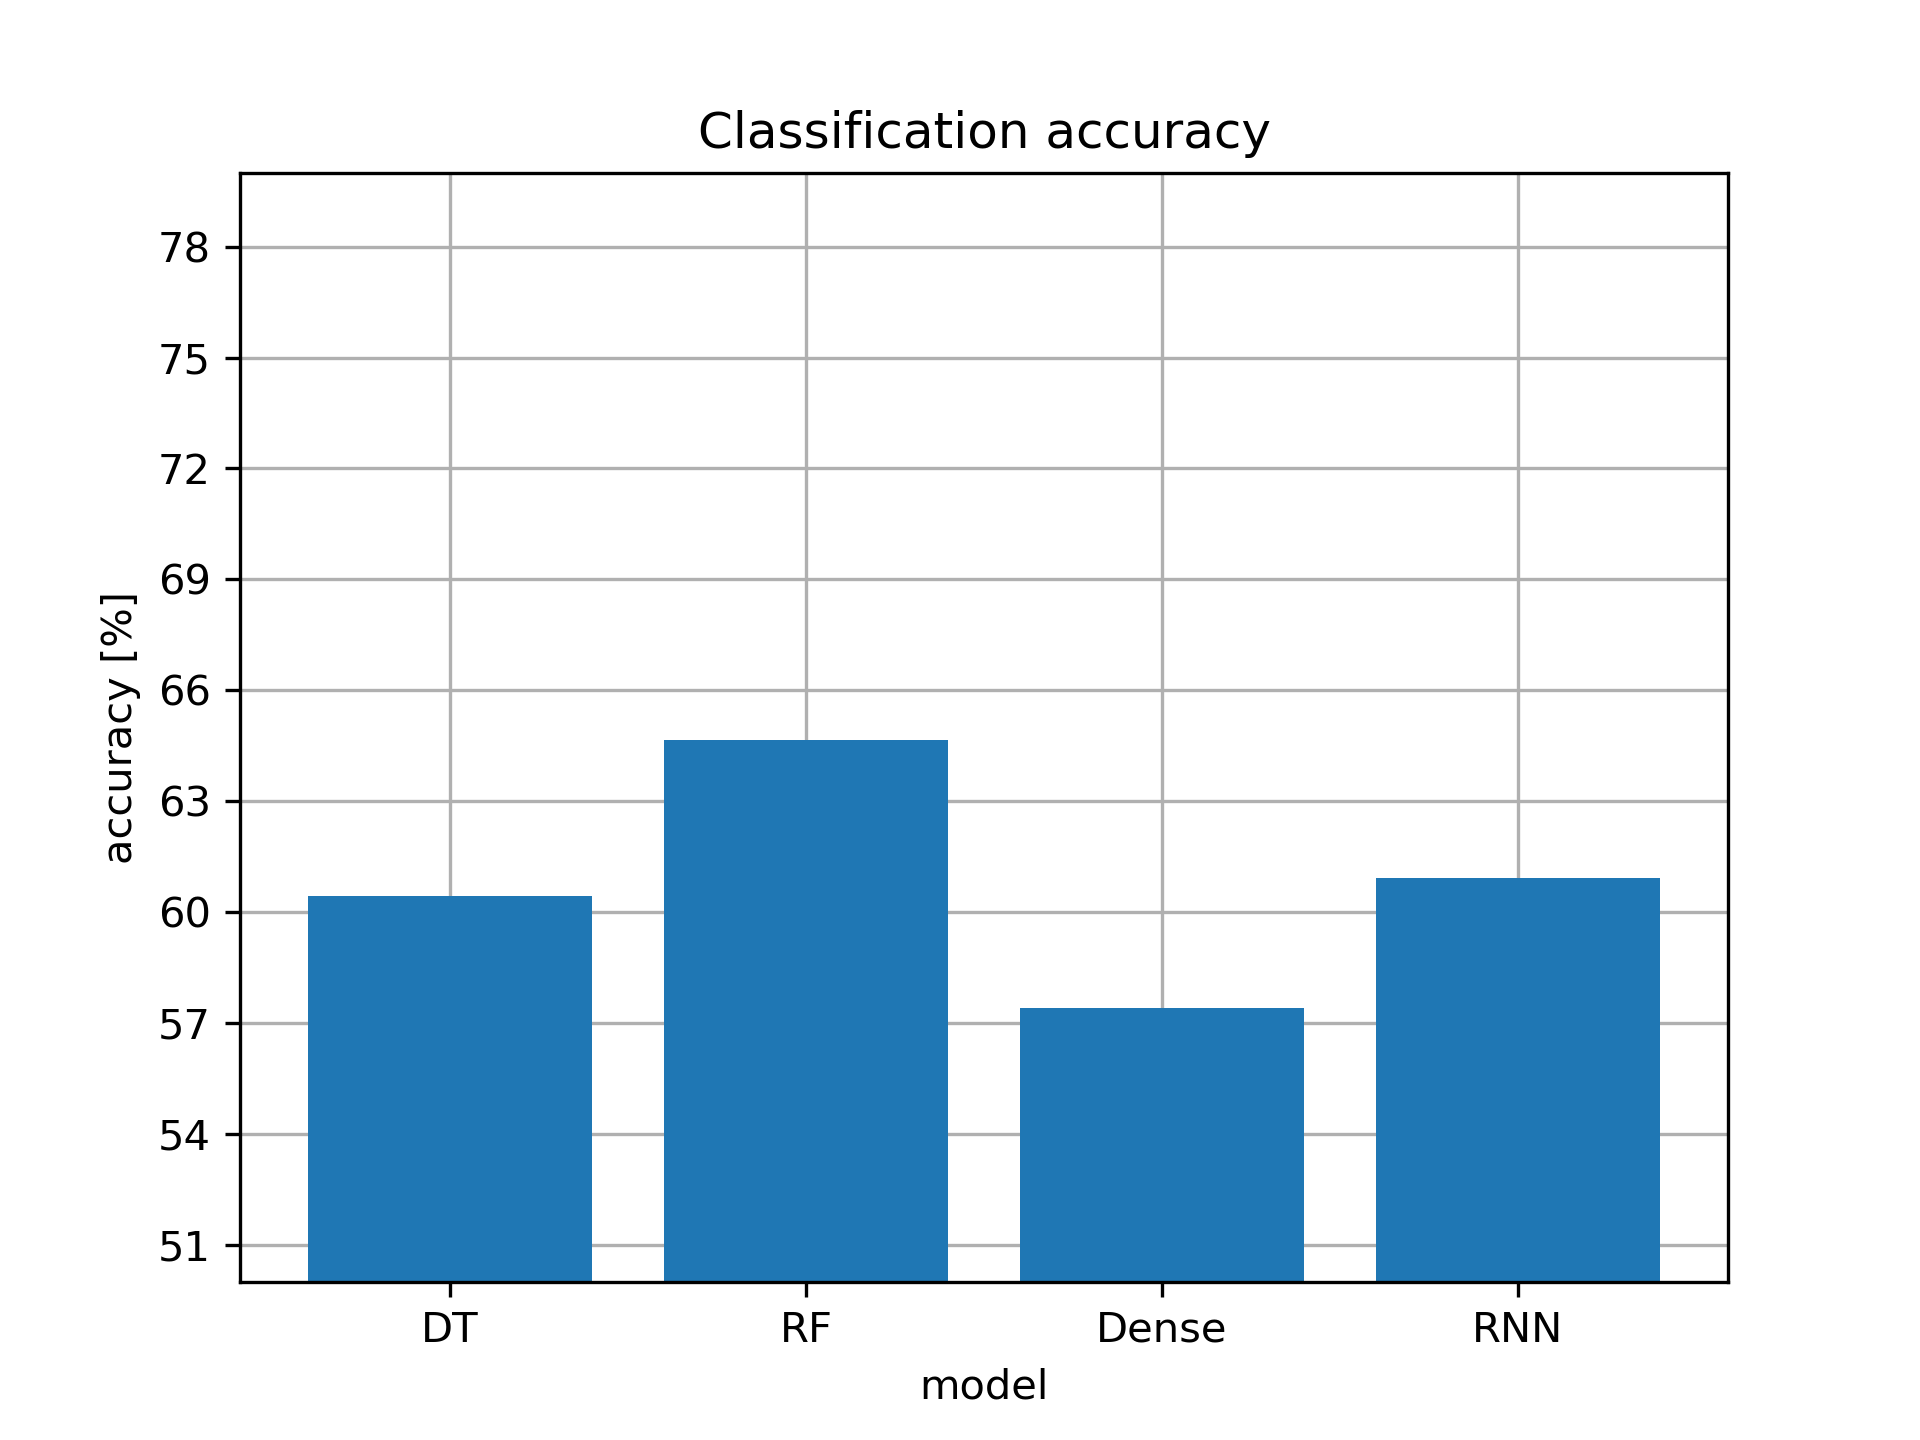 Classification accuracy
78
75
72
69
66
63
60
57
54
51
accuracy [%]
DT RF Dense RNN
model